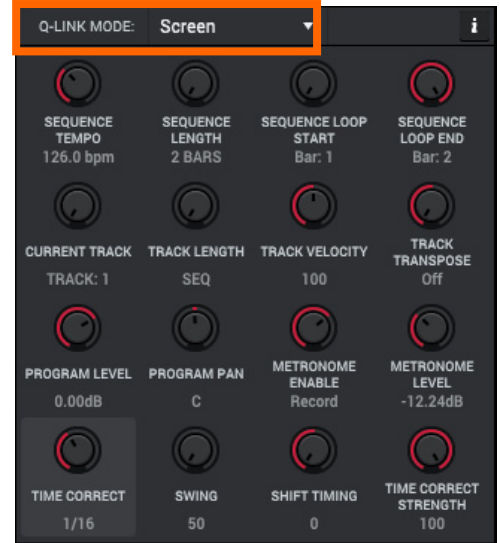 Q-LINK MODE: Screen i
SEQUENCE TEMPO
126.0 bpm
SEQUENCE LENGTH
2 BARS
SEQUENCE LOOP START
Bar: 1
SEQUENCE LOOP END
Bar: 2
CURRENT TRACK
TRACK: 1
TRACK LENGTH
SEQ
TRACK VELOCITY
100
TRACK TRANSPOSE
Off
PROGRAM LEVEL
0.00dB
PROGRAM PAN
C
METRONOME ENABLE
Record
METRONOME LEVEL
-12.24dB
TIME CORRECT
1/16
SWING
50
SHIFT TIMING
0
TIME CORRECT STRENGTH
100